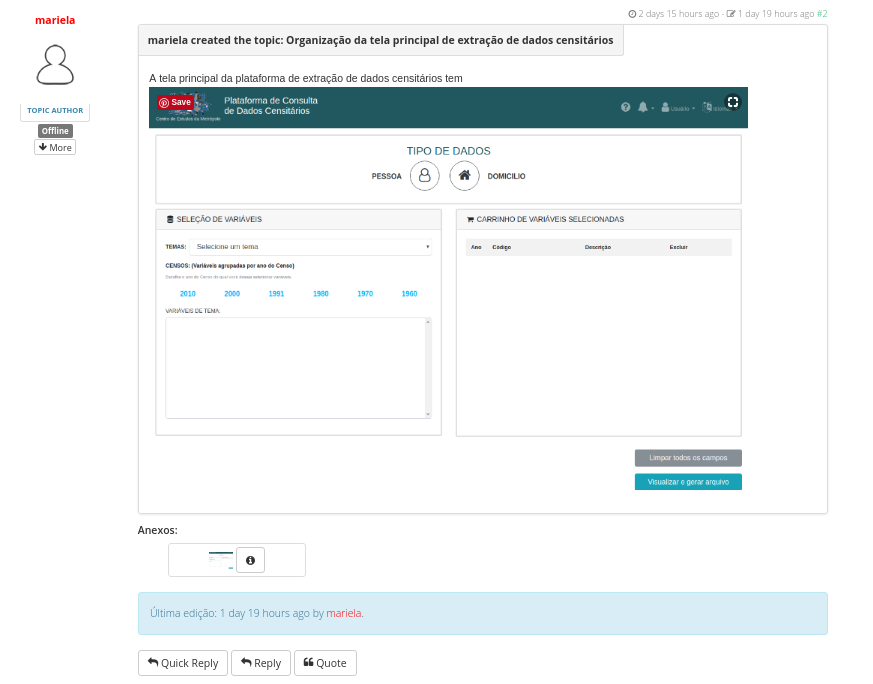 mariela
2 days 15 hours ago - 1 day 19 hours ago #2
mariela created the topic: Organização da tela principal de extração de dados censitários
TOPIC AUTHOR
Offline
More
A tela principal da plataforma de extração de dados censitários tem
Save
Plataforma de Consulta
de Dados Censitários
Centro de Estudos da Metrópole
Usuário
TIPO DE DADOS
PESSOA
DOMICILIO
SELEÇÃO DE VARIÁVEIS
TEMAS: Selecione um tema
CENSOS: (Variáveis agrupadas por ano do Censo)
Escolha o ano do Censo do qual você deseja selecionar variáveis
2010 2000 1991 1980 1970 1960
VARIÁVEIS DE TEMA:
CARRINHO DE VARIÁVEIS SELECIONADAS
Ano Código Descrição Excluir
Limpar todos os campos
Visualizar e gerar arquivo
Anexos:
Última edição: 1 day 19 hours ago by mariela.
Quick Reply Reply Quote